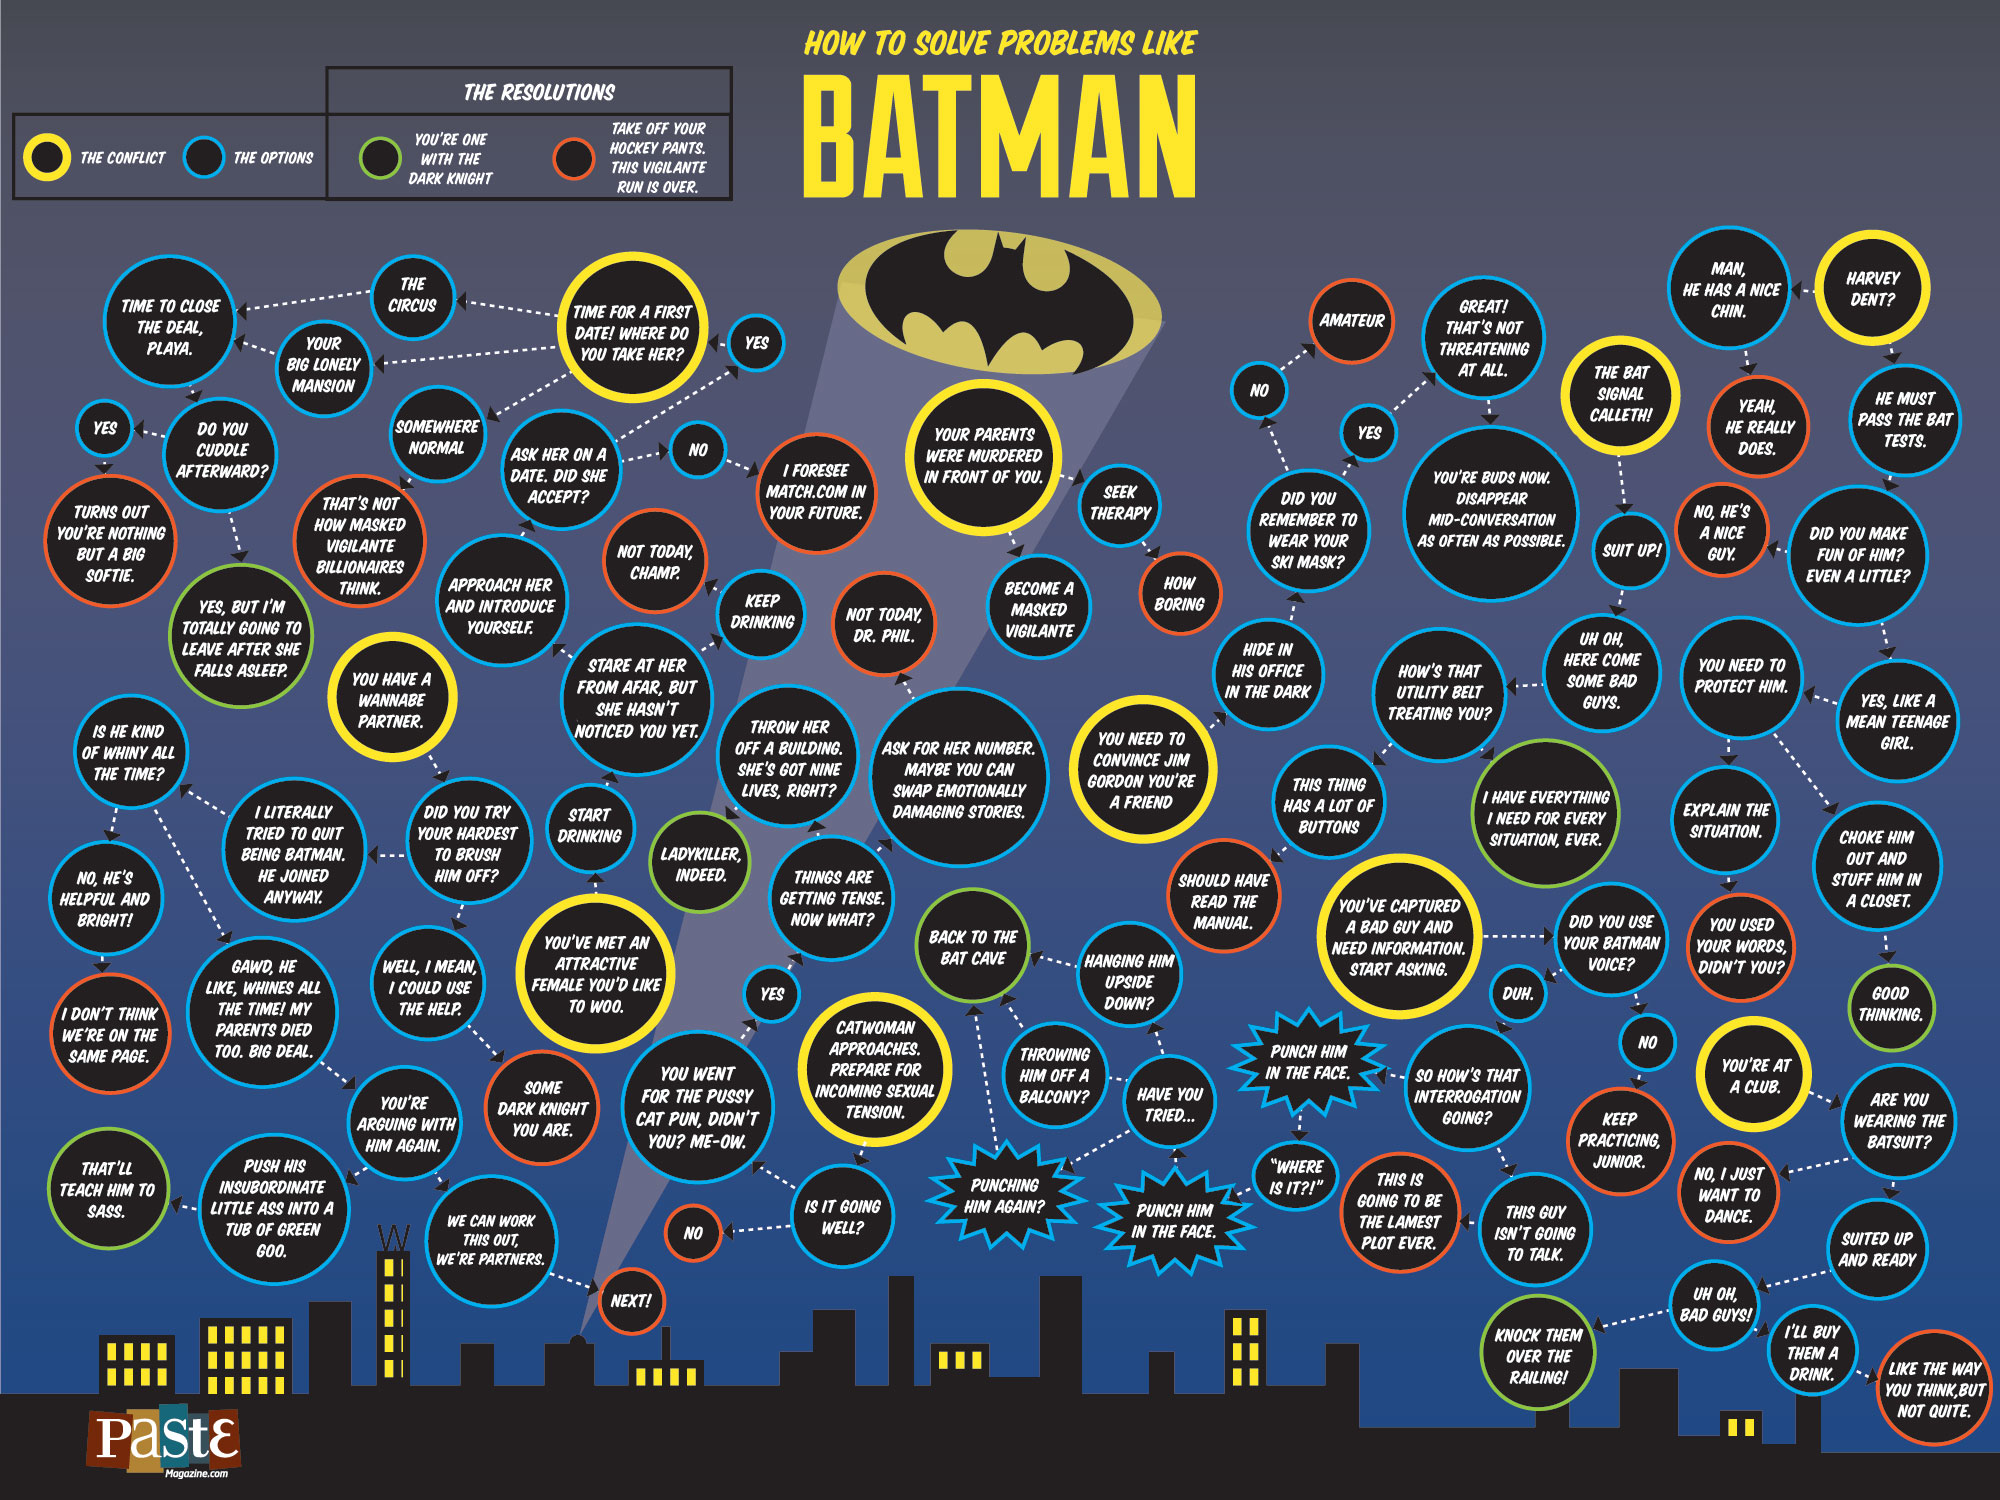 HOW TO SOLVE PROBLEMS LIKE
BATMAN
THE RESOLUTIONS
THE CONFLICT
THE OPTIONS
YOU'RE ONE
WITH THE
DARK KNIGHT
TAKE OFF YOUR
HOCKEY PANTS.
THIS VIGILANTE
RUN IS OVER.
TIME FOR A FIRST
DATE! WHERE DO
YOU TAKE HER?
THE
CIRCUS
YOUR
BIG LONELY
MANSION
SOMEWHERE
NORMAL
TIME TO CLOSE
THE DEAL,
PLAYA.
DO YOU
CUDDLE
AFTERWARD?
YES
TURNS OUT
YOU'RE NOTHING
BUT A BIG
SOFTIE.
YES, BUT I'M
TOTALLY GOING TO
LEAVE AFTER SHE
FALLS ASLEEP.
THAT'S NOT
HOW MASKED
VIGILANTE
BILLIONAIRES
THINK.
YES
ASK HER ON A
DATE. DID SHE
ACCEPT?
NO
I FORESEE
MATCH.COM IN
YOUR FUTURE.
APPROACH HER
AND INTRODUCE
YOURSELF.
NOT TODAY,
CHAMP.
KEEP
DRINKING
STARE AT HER
FROM AFAR, BUT
SHE HASN'T
NOTICED YOU YET.
START
DRINKING
YOU'VE MET AN
ATTRACTIVE
FEMALE YOU'D LIKE
TO WOO.
YOU HAVE A
WANNABE
PARTNER.
DID YOU TRY
YOUR HARDEST
TO BRUSH
HIM OFF?
I LITERALLY
TRIED TO QUIT
BEING BATMAN.
HE JOINED
ANYWAY.
IS HE KIND
OF WHINY ALL
THE TIME?
NO, HE'S
HELPFUL AND
BRIGHT!
I DON'T THINK
WE'RE ON THE
SAME PAGE.
GAWD, HE
LIKE, WHINES ALL
THE TIME! MY
PARENTS DIED
TOO. BIG DEAL.
WELL, I MEAN,
I COULD USE
THE HELP.
SOME
DARK KNIGHT
YOU ARE.
YOU'RE
ARGUING WITH
HIM AGAIN.
PUSH HIS
INSUBORDINATE
LITTLE ASS INTO A
TUB OF GREEN
GOO.
THAT'LL
TEACH HIM TO
SASS.
WE CAN WORK
THIS OUT,
WE'RE PARTNERS.
NEXT!
YOUR PARENTS
WERE MURDERED
IN FRONT OF YOU.
SEEK
THERAPY
HOW
BORING
BECOME A
MASKED
VIGILANTE
NOT TODAY,
DR. PHIL.
THROW HER
OFF A BUILDING.
SHE'S GOT NINE
LIVES, RIGHT?
ASK FOR HER NUMBER.
MAYBE YOU CAN
SWAP EMOTIONALLY
DAMAGING STORIES.
LADYKILLER,
INDEED.
THINGS ARE
GETTING TENSE.
NOW WHAT?
YES
CATWOMAN
APPROACHES.
PREPARE FOR
INCOMING SEXUAL
TENSION.
YOU WENT
FOR THE PUSSY
CAT PUN, DIDN'T
YOU? ME-OW.
IS IT GOING
WELL?
NO
AMATEUR
NO
YES
GREAT!
THAT'S NOT
THREATENING
AT ALL.
YOU'RE BUDS NOW.
DISAPPEAR
MID-CONVERSATION
AS OFTEN AS POSSIBLE.
DID YOU
REMEMBER TO
WEAR YOUR
SKI MASK?
HIDE IN
HIS OFFICE
IN THE DARK
YOU NEED TO
CONVINCE JIM
GORDON YOU'RE
A FRIEND
THE BAT
SIGNAL
CALLETH!
SUIT UP!
UH OH,
HERE COME
SOME BAD
GUYS.
HOW'S THAT
UTILITY BELT
TREATING YOU?
THIS THING
HAS A LOT OF
BUTTONS
SHOULD HAVE
READ THE
MANUAL.
I HAVE EVERYTHING
I NEED FOR EVERY
SITUATION, EVER.
HARVEY
DENT?
MAN,
HE HAS A NICE
CHIN.
YEAH,
HE REALLY
DOES.
HE MUST
PASS THE BAT
TESTS.
DID YOU MAKE
FUN OF HIM?
EVEN A LITTLE?
NO, HE'S
A NICE
GUY.
YES, LIKE A
MEAN TEENAGE
GIRL.
YOU NEED TO
PROTECT HIM.
EXPLAIN THE
SITUATION.
YOU USED
YOUR WORDS,
DIDN'T YOU?
CHOKE HIM
OUT AND
STUFF HIM IN
A CLOSET.
GOOD
THINKING.
YOU'VE CAPTURED
A BAD GUY AND
NEED INFORMATION.
START ASKING.
DID YOU USE
YOUR BATMAN
VOICE?
DUH.
NO
KEEP
PRACTICING,
JUNIOR.
SO HOW'S THAT
INTERROGATION
GOING?
PUNCH HIM
IN THE FACE.
"WHERE
IS IT?!"
PUNCH HIM
IN THE FACE.
HAVE YOU
TRIED...
HANGING HIM
UPSIDE
DOWN?
THROWING
HIM OFF A
BALCONY?
PUNCHING
HIM AGAIN?
BACK TO THE
BAT CAVE
THIS GUY
ISN'T GOING
TO TALK.
THIS IS
GOING TO BE
THE LAMEST
PLOT EVER.
YOU'RE AT
A CLUB.
ARE YOU
WEARING THE
BATSUIT?
NO, I JUST
WANT TO
DANCE.
SUITED UP
AND READY
UH OH,
BAD GUYS!
KNOCK THEM
OVER THE
RAILING!
I'LL BUY
THEM A
DRINK.
LIKE THE WAY
YOU THINK,BUT
NOT QUITE.
PASTE
Magazine.com